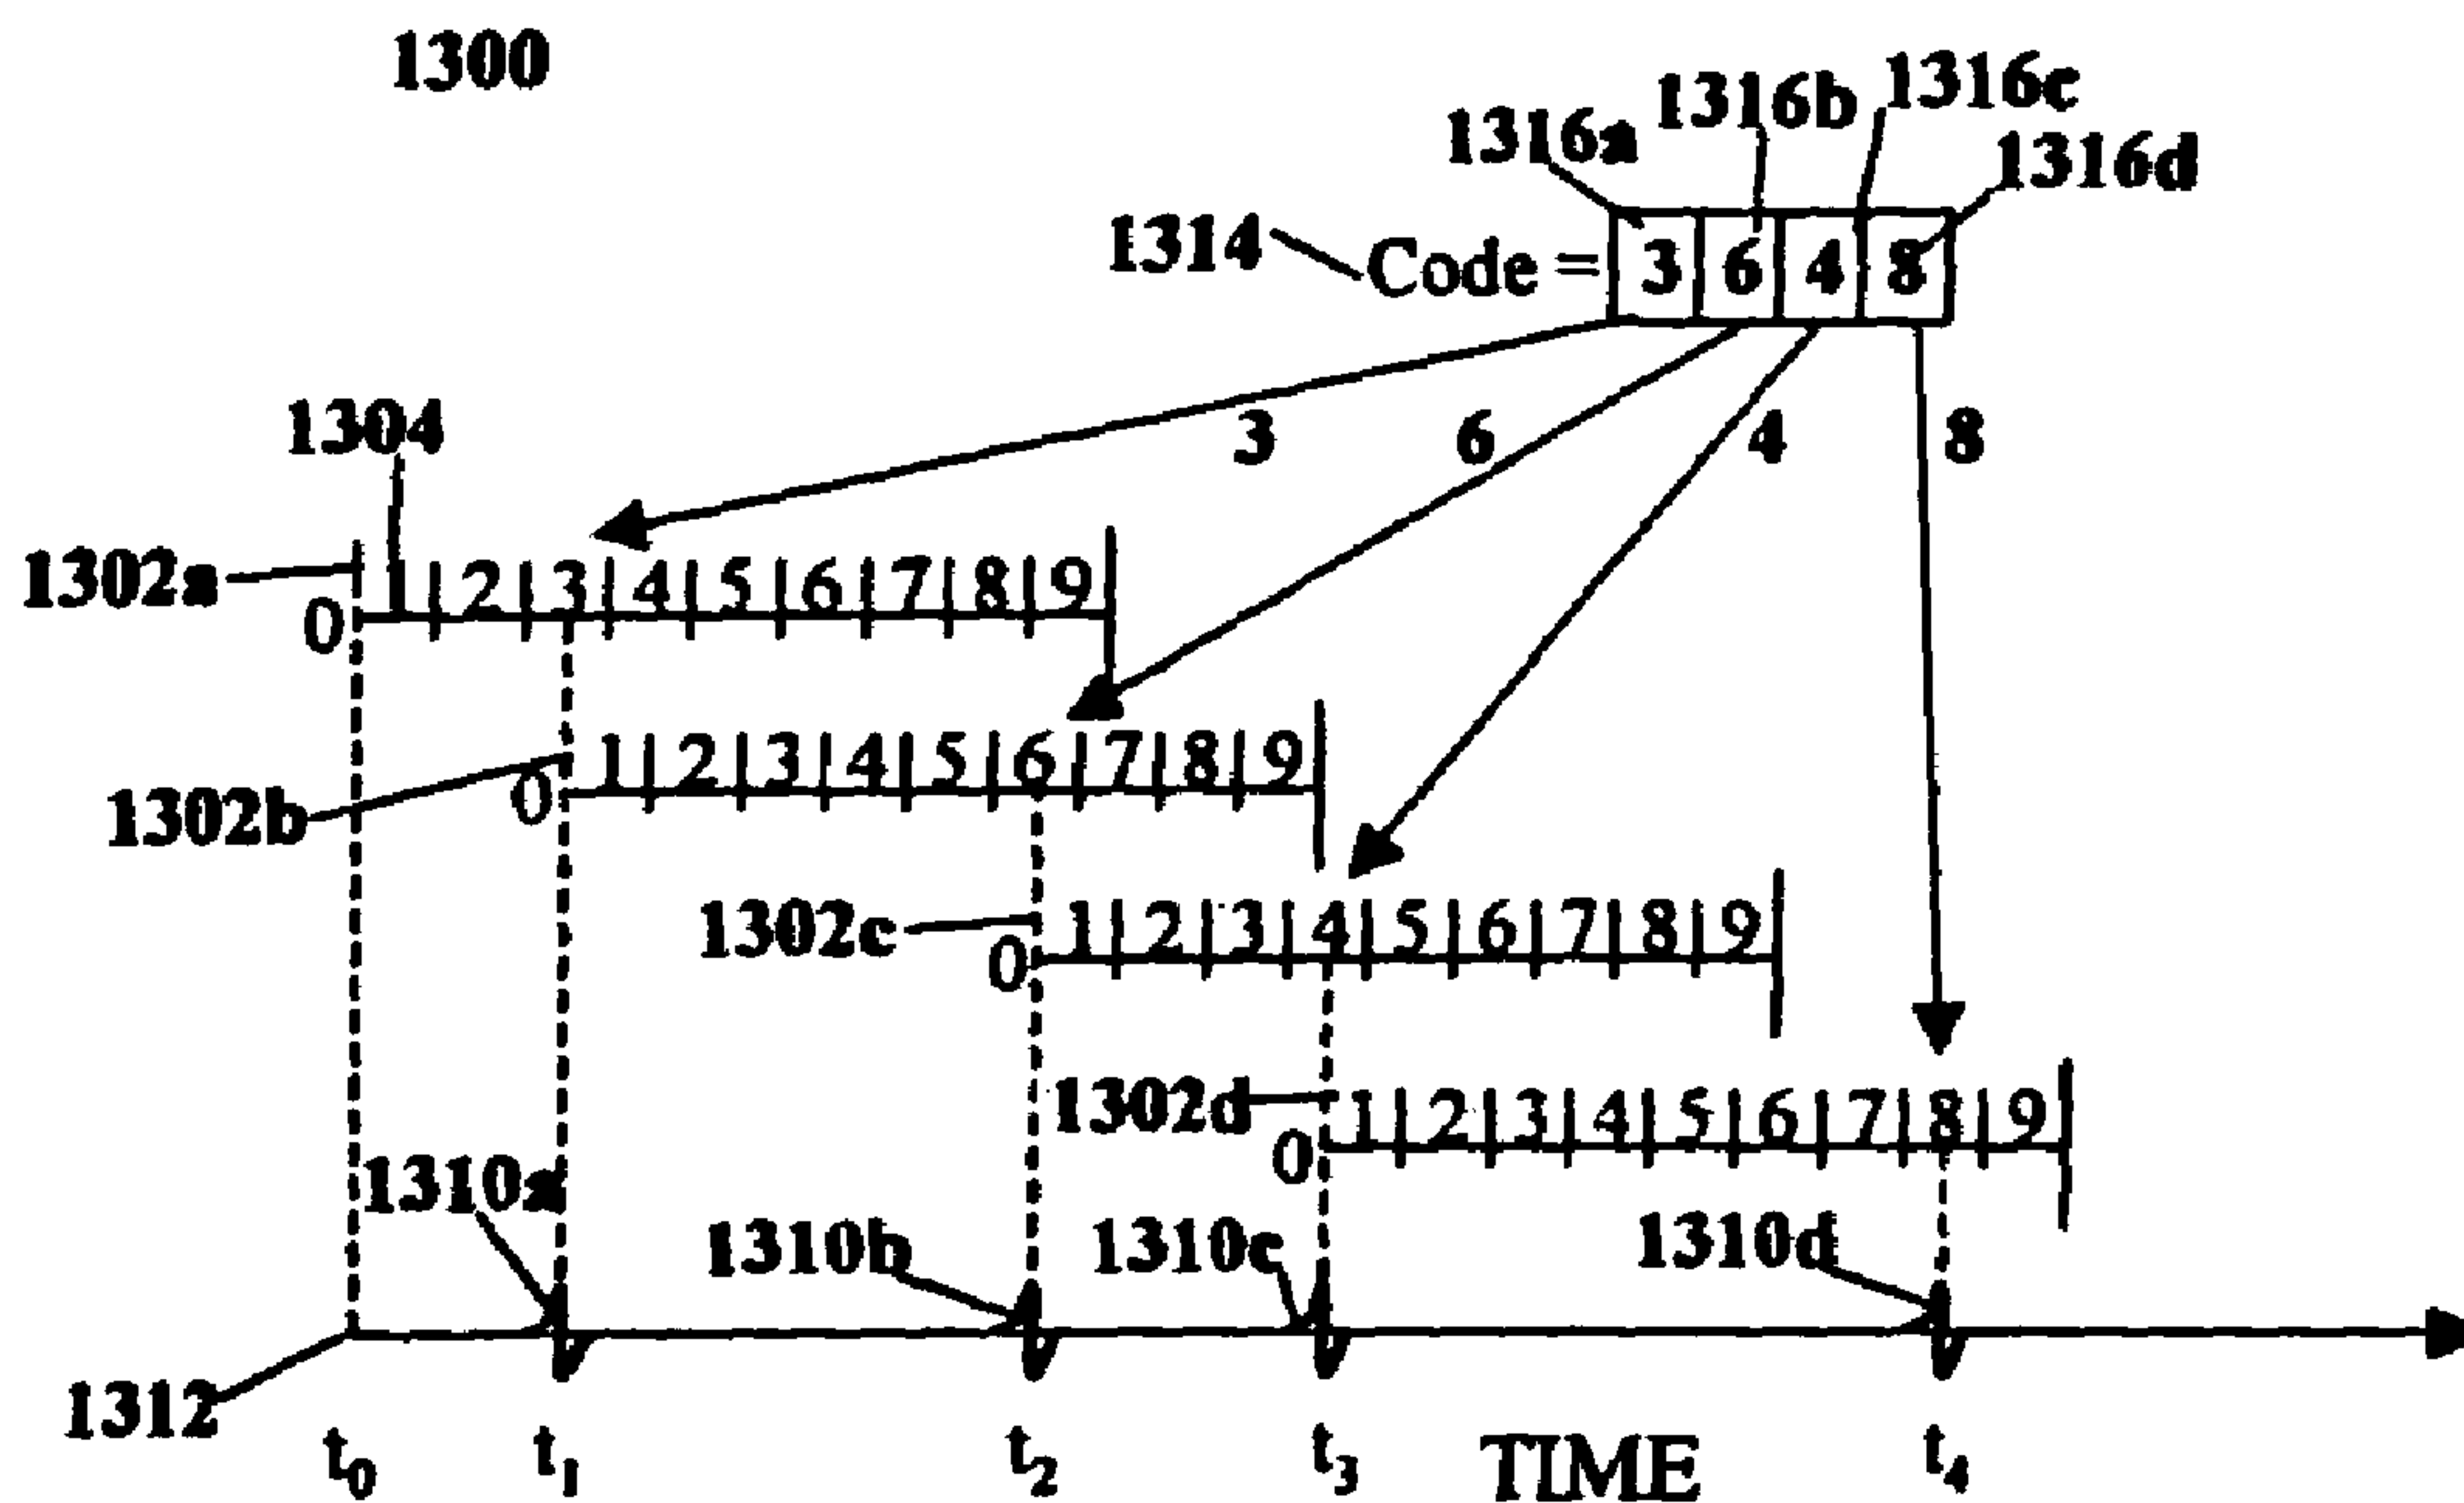 1300
1316a 1316b 1316c 1316d
1314 Code = 3 6 4 8
3 6 4 8
1304
1302a 0 1 2 3 4 5 6 7 8 9
1302b 0 1 2 3 4 5 6 7 8 9
1302c 0 1 2 3 4 5 6 7 8 9
1302d 0 1 2 3 4 5 6 7 8 9
1310a 1310b 1310c 1310d
1312
t0 t1 t2 t3 TIME t4